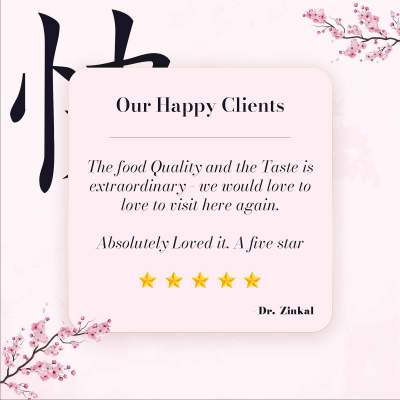 Our Happy Clients
The food Quality and the Taste is
extraordinary - we would love to
love to visit here again.
Absolutely Loved it. A five star
Dr. Zinkal